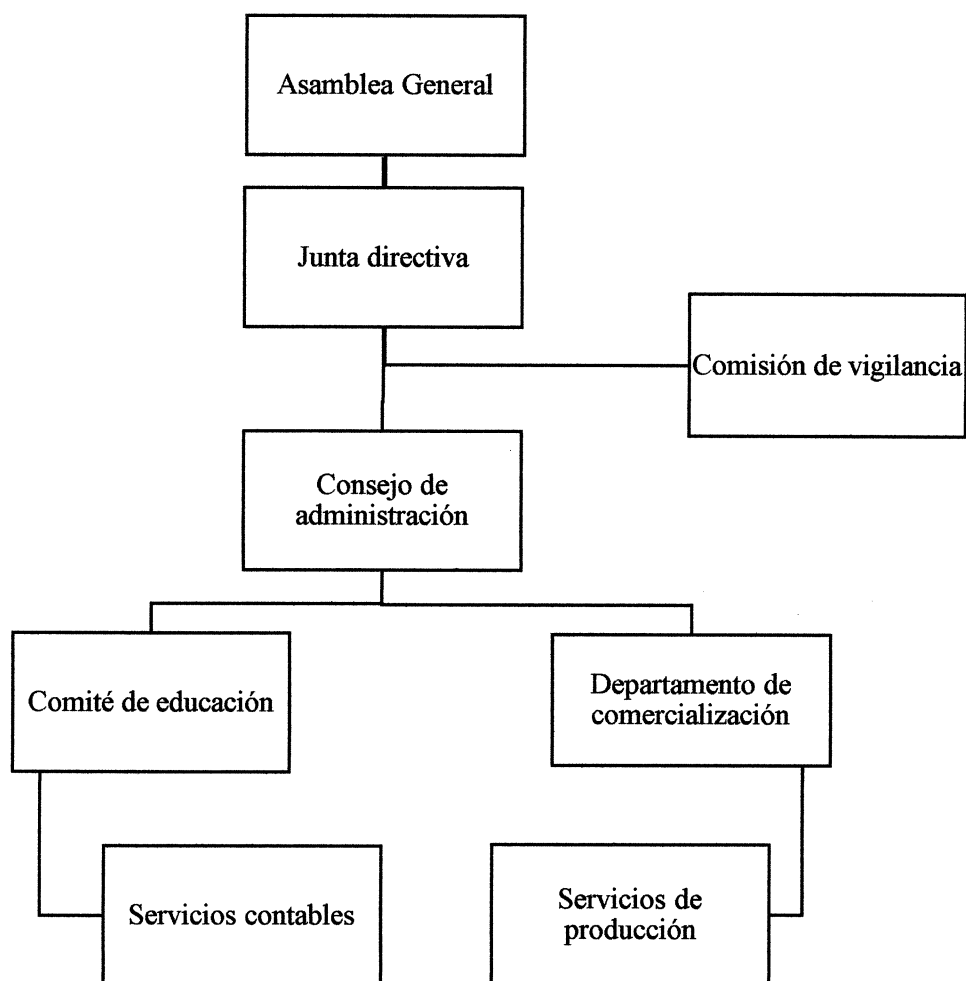 Asamblea General
Junta directiva
Comisión de vigilancia
Consejo de
administración
Comité de educación
Departamento de
comercialización
Servicios contables
Servicios de
producción